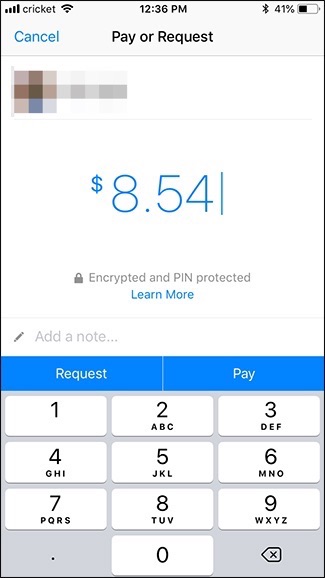 cricket 12:36 PM 41%
Cancel Pay or Request
$8.54
Encrypted and PIN protected
Learn More
Add a note...
Request Pay
1 2 3
ABC DEF
4 5 6
GHI JKL MNO
7 8 9
PQRS TUV WXYZ
. 0